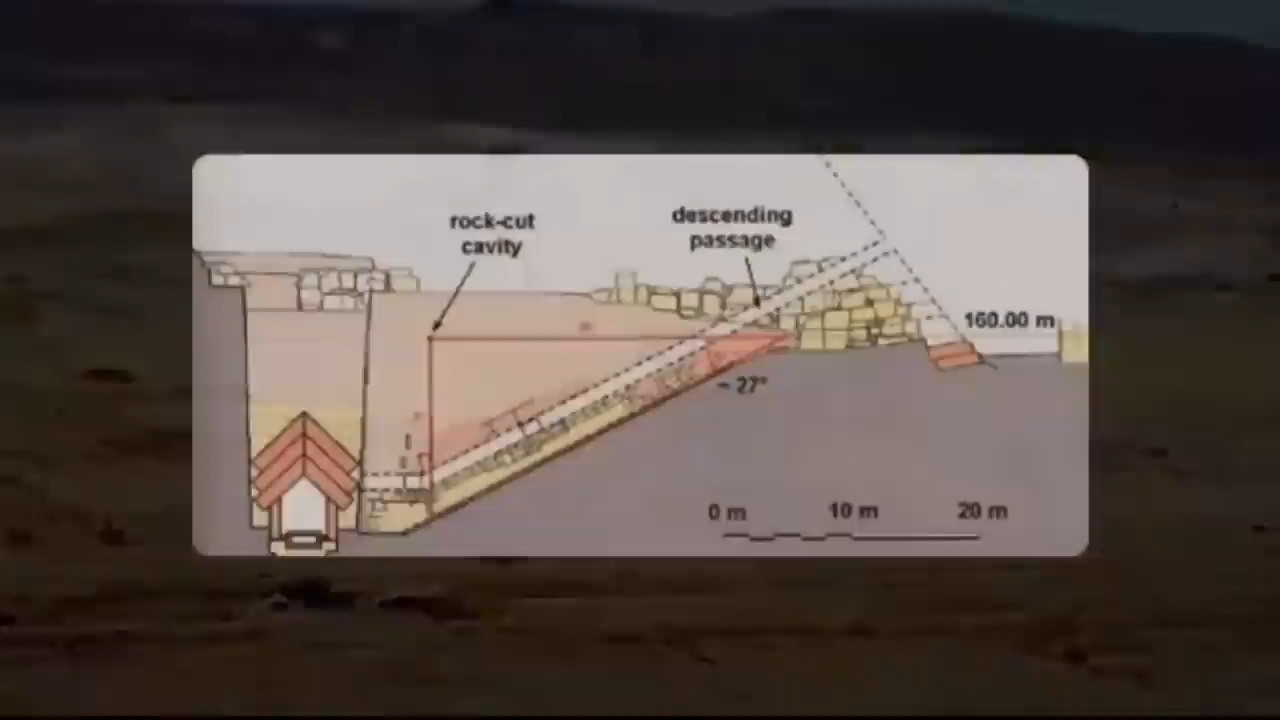 rock-cut
cavity
descending
passage
160.00 m
~ 27°
0 m 10 m 20 m